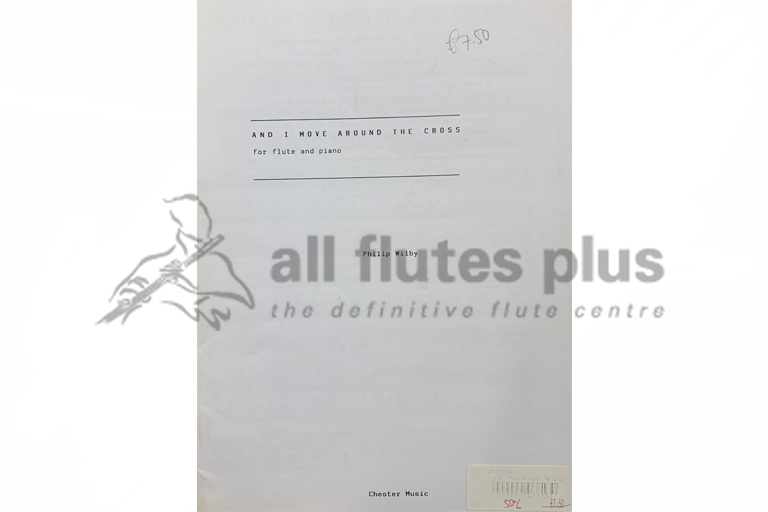 £7.50
AND I MOVE AROUND THE CROSS
for flute and piano
Philip Wilby
all flutes plus
the definitive flute centre
Chester Music
50%